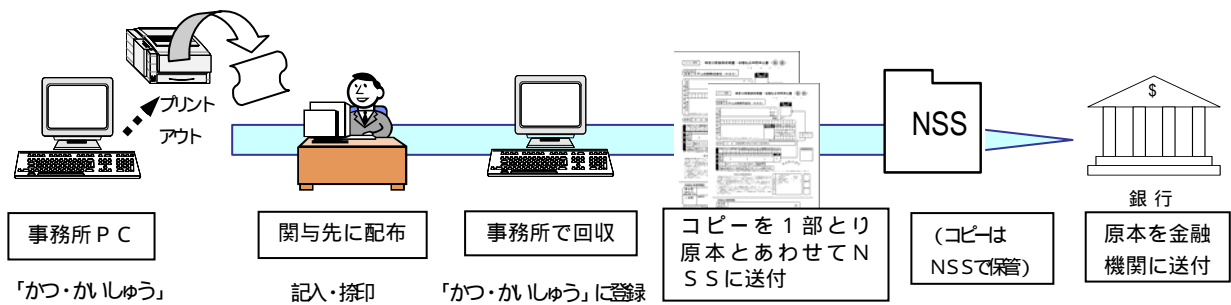 プリント
アウト
NSS
$
銀 行
事務所ＰＣ
関与先に配布
事務所で回収
コピーを１部とり
原本とあわせてＮ
ＳＳに送付
(コピーは
NSSで保管)
原本を金融
機関に送付
「かつ・かいしゅう」
記入・捺印
「かつ・かいしゅう」に登録